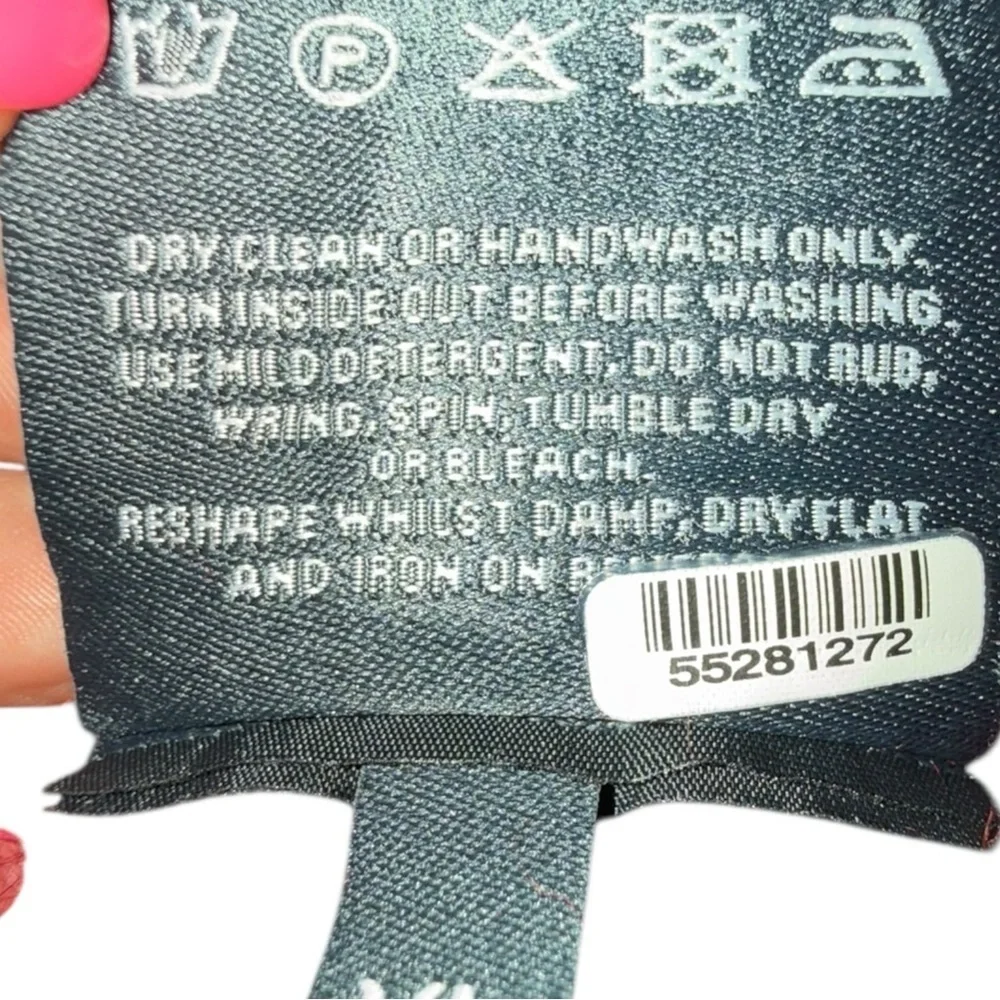 P
DRY CLEAN OR HANDWASH ONLY.
TURN INSIDE OUT BEFORE WASHING.
USE MILD DETERGENT, DO NOT RUB,
WRING, SPIN, TUMBLE DRY
OR BLEACH.
RESHAPE WHILST DAMP, DRY FLAT
AND IRON ON
55281272